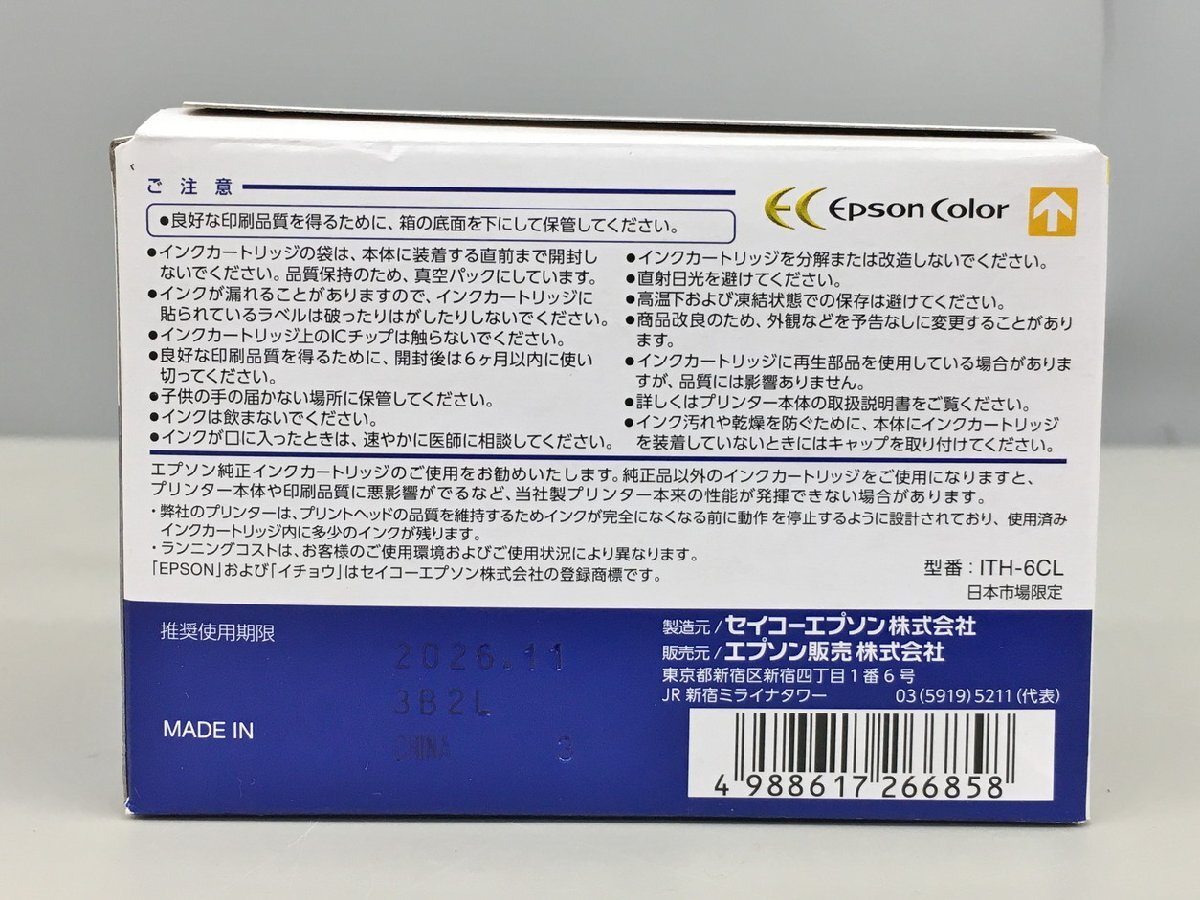 ご注意
●良好な印刷品質を得るために、箱の底面を下にして保管してください。
Epson Color
●インクカートリッジの袋は、本体に装着する直前まで開封し
ないでください。品質保持のため、真空パックにしています。
●インクが漏れることがありますので、インクカートリッジに
貼られているラベルは破ったりはがしたりしないでください。
●インクカートリッジ上のICチップは触らないでください。
●良好な印刷品質を得るために、開封後は6ヶ月以内に使い
切ってください。
●子供の手の届かない場所に保管してください。
●インクは飲まないでください。
●インクが口に入ったときは、速やかに医師に相談してください。
●インクカートリッジを分解または改造しないでください。
●直射日光を避けてください。
●高温下および凍結状態での保存は避けてください。
●商品改良のため、外観などを予告なしに変更することがあり
ます。
●インクカートリッジに再生部品を使用している場合がありま
すが、品質には影響ありません。
●詳しくはプリンター本体の取扱説明書をご覧ください。
●インク汚れや乾燥を防ぐために、本体にインクカートリッジ
を装着していないときにはキャップを取り付けてください。
エプソン純正インクカートリッジのご使用をお勧めいたします。純正品以外のインクカートリッジをご使用になりますと、
プリンター本体や印刷品質に悪影響がでるなど、当社製プリンター本来の性能が発揮できない場合があります。
・弊社のプリンターは、プリントヘッドの品質を維持するためインクが完全になくなる前に動作を停止するように設計されており、使用済み
インクカートリッジ内に多少のインクが残ります。
・ランニングコストは、お客様のご使用環境およびご使用状況により異なります。
「EPSON」および「イチョウ」はセイコーエプソン株式会社の登録商標です。
型番：ITH-6CL
日本市場限定
推奨使用期限
2026.11
3B2L
MADE IN
CHINA 3
製造元/セイコーエプソン株式会社
販売元/エプソン販売株式会社
東京都新宿区新宿四丁目1番6号
JR新宿ミライナタワー 03(5919)5211(代表)
4 988617 266858